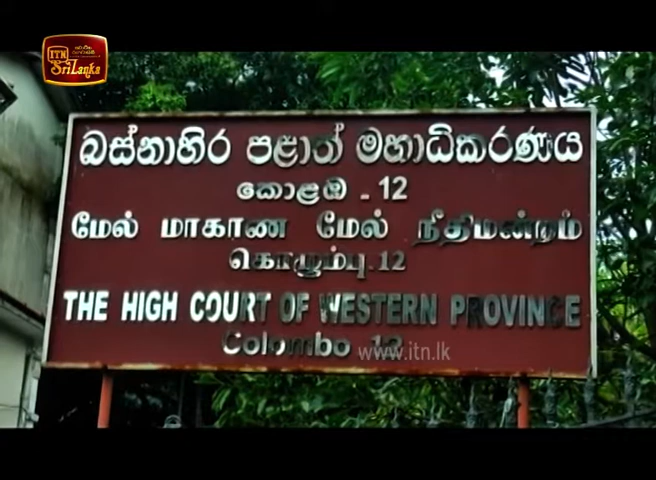 ITN
SriLanka
බස්නාහිර පළාත් මහාධිකරණය
කොළඹ - 12
மேல் மாகாண மேல் நீதிமன்றம்
கொழும்பு.12
THE HIGH COURT OF WESTERN PROVINCE
Colombo - 12
www.itn.lk